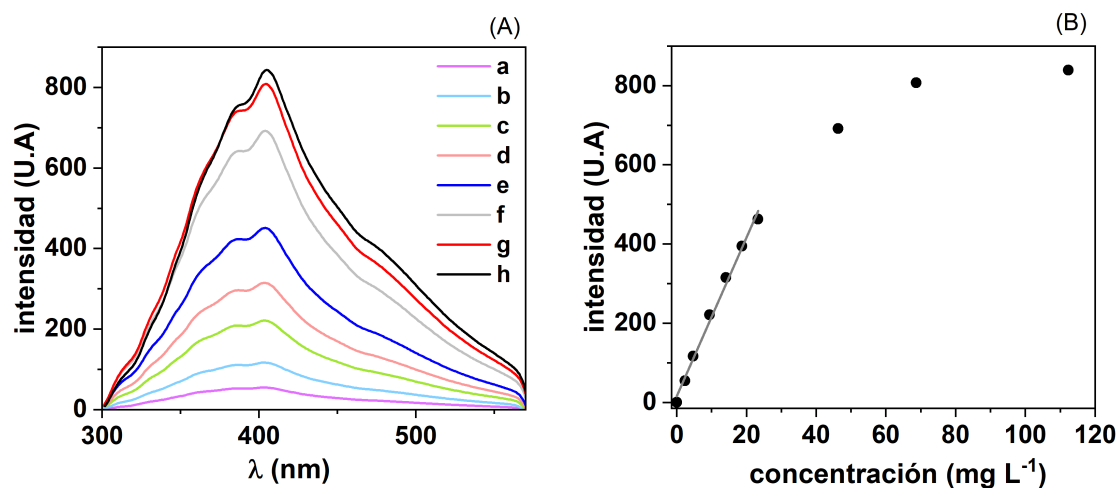 (A)
intensidad (U.A)
800
600
400
200
0
300
400
500
λ (nm)
a
b
c
d
e
f
g
h
(B)
intensidad (U.A)
800
600
400
200
0
0
20
40
60
80
100
120
concentración (mg L⁻¹)